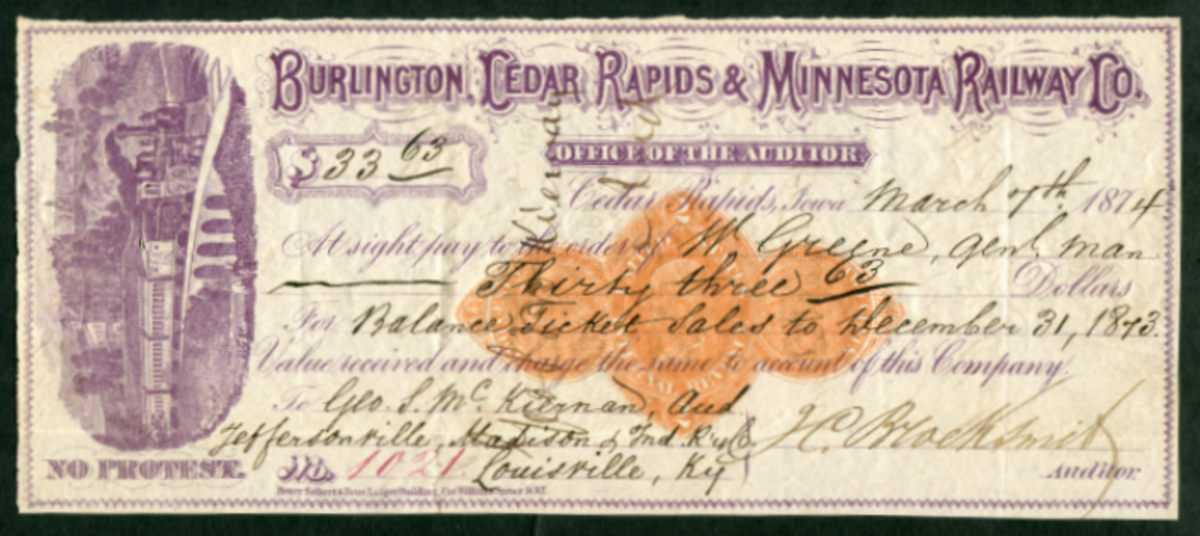 BURLINGTON, CEDAR RAPIDS & MINNESOTA RAILWAY CO.
$ 33 63
OFFICE OF THE AUDITOR.
Cedar Rapids, Iowa March 7th 1874
At sight pay to the order of W Greene, genl man
Thirty three 63 Dollars
For Balance Ticket Sales to December 31, 1873.
Value received and charge the same to account of this Company.
To Geo. S. McKiernan, Aud
Jeffersonville, Madison & Ind. R'y Co J C Brocksmit
NO PROTEST. No. 1021 Louisville, Ky Auditor.
Kiernan